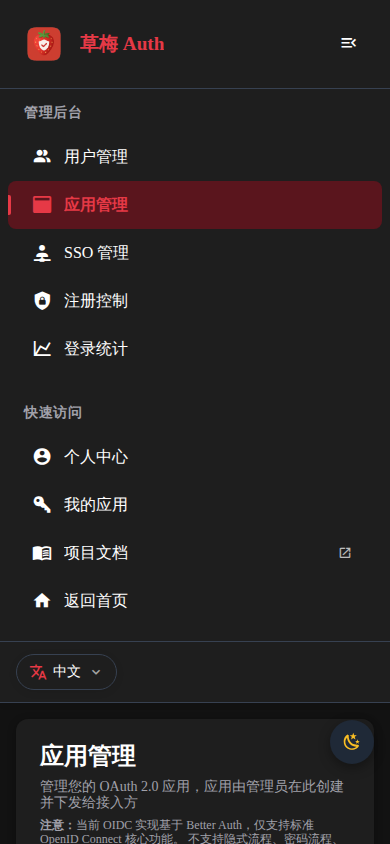 草梅 Auth
管理后台
用户管理
应用管理
SSO 管理
注册控制
登录统计
快速访问
个人中心
我的应用
项目文档
返回首页
中文
应用管理
管理您的 OAuth 2.0 应用，应用由管理员在此创建
并下发给接入方
注意：当前 OIDC 实现基于 Better Auth，仅支持标准
OpenID Connect 核心功能。 不支持隐式流程、密码流程、